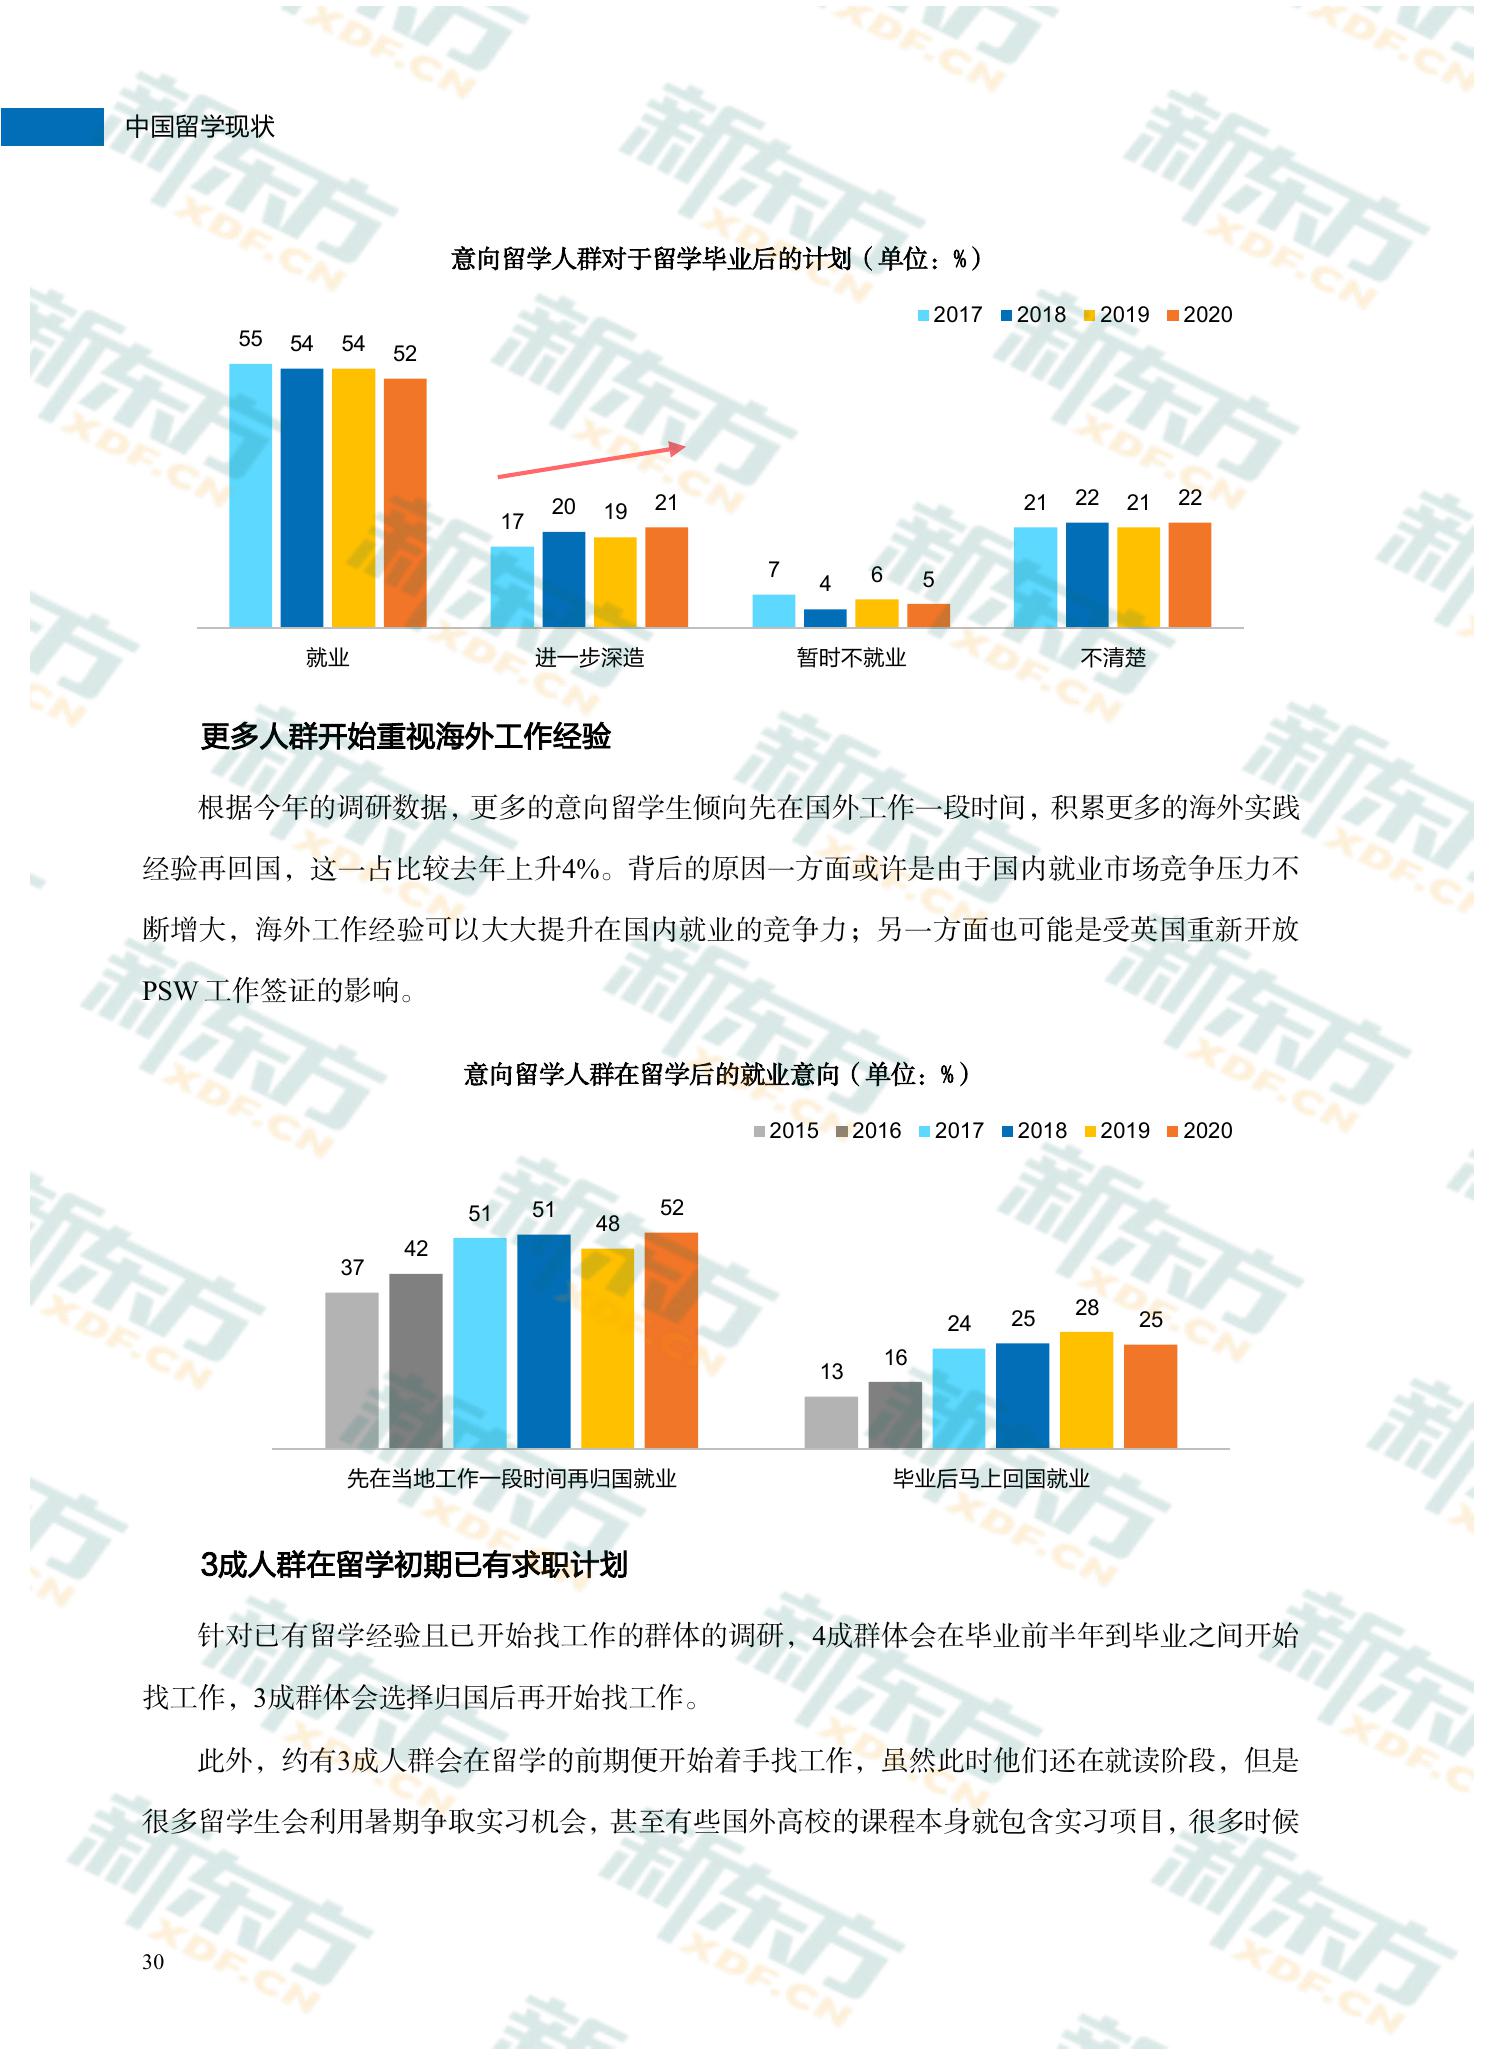 中国留学现状
意向留学人群对于留学毕业后的计划（单位：%）
2017 2018 2019 2020
55 54 54 52
17 20 19 21
7 4 6 5
21 22 21 22
就业 进一步深造 暂时不就业 不清楚
更多人群开始重视海外工作经验
根据今年的调研数据，更多的意向留学生倾向先在国外工作一段时间，积累更多的海外实践
经验再回国，这一占比较去年上升4%。背后的原因一方面或许是由于国内就业市场竞争压力不
断增大，海外工作经验可以大大提升在国内就业的竞争力；另一方面也可能是受英国重新开放
PSW 工作签证的影响。
意向留学人群在留学后的就业意向（单位：%）
2015 2016 2017 2018 2019 2020
37 42 51 51 48 52
13 16 24 25 28 25
先在当地工作一段时间再归国就业 毕业后马上回国就业
3成人群在留学初期已有求职计划
针对已有留学经验且已开始找工作的群体的调研，4成群体会在毕业前半年到毕业之间开始
找工作，3成群体会选择归国后再开始找工作。
此外，约有3成人群会在留学的前期便开始着手找工作，虽然此时他们还在就读阶段，但是
很多留学生会利用暑期争取实习机会，甚至有些国外高校的课程本身就包含实习项目，很多时候
30
新东方
XDF.CN